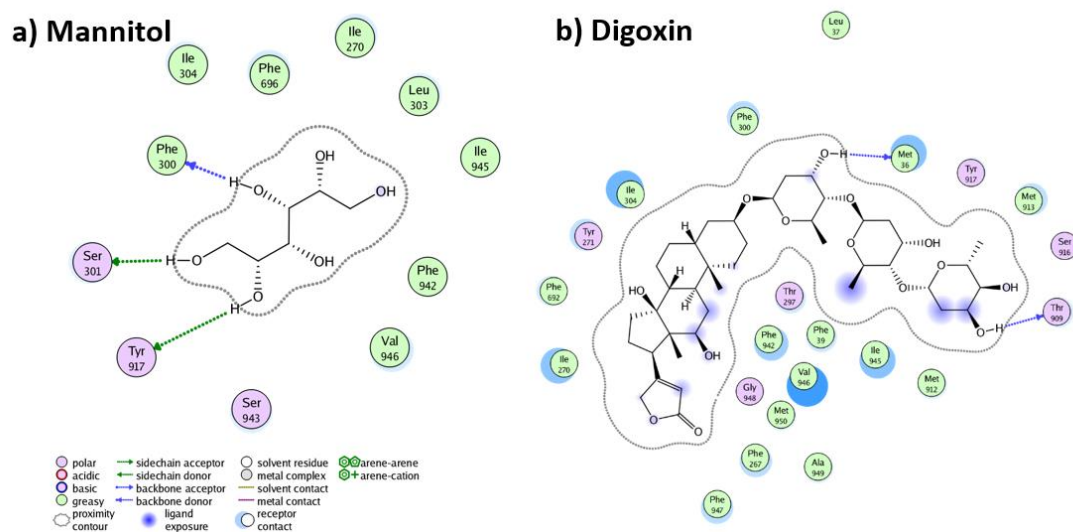 a) Mannitol
Ile
270
Ile
304
Phe
696
Leu
303
Phe
300
Ile
945
OH
H
O
OH
Ser
301
H
O
OH
O
H
Phe
942
Tyr
917
Val
946
Ser
943
polar
acidic
basic
greasy
proximity
contour
sidechain acceptor
sidechain donor
backbone acceptor
backbone donor
ligand
exposure
solvent residue
metal complex
solvent contact
metal contact
receptor
contact
arene-arene
arene-cation
b) Digoxin
Leu
37
Phe
300
O
H
Met
36
Tyr
917
Ile
304
Met
913
O
O
O
Tyr
271
H
O
OH
Ser
916
Phe
692
HO
H
H
Thr
297
O
O
OH
Thr
909
O
H
Ile
270
OH
Phe
942
Phe
39
Ile
945
Val
946
Met
912
Gly
948
Met
950
O
O
Phe
267
Ala
949
Phe
947